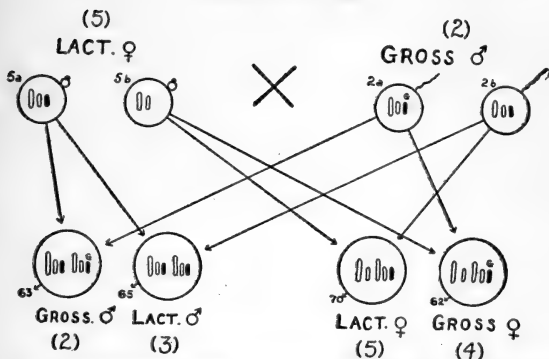 (5) (2)
LACT. ♀ GROSS ♂
5a ♂ 5b ♂ 2a G 2b
G G
63 65 70 62
GROSS. ♂ LACT. ♂ LACT. ♀ GROSS ♀
(2) (3) (5) (4)